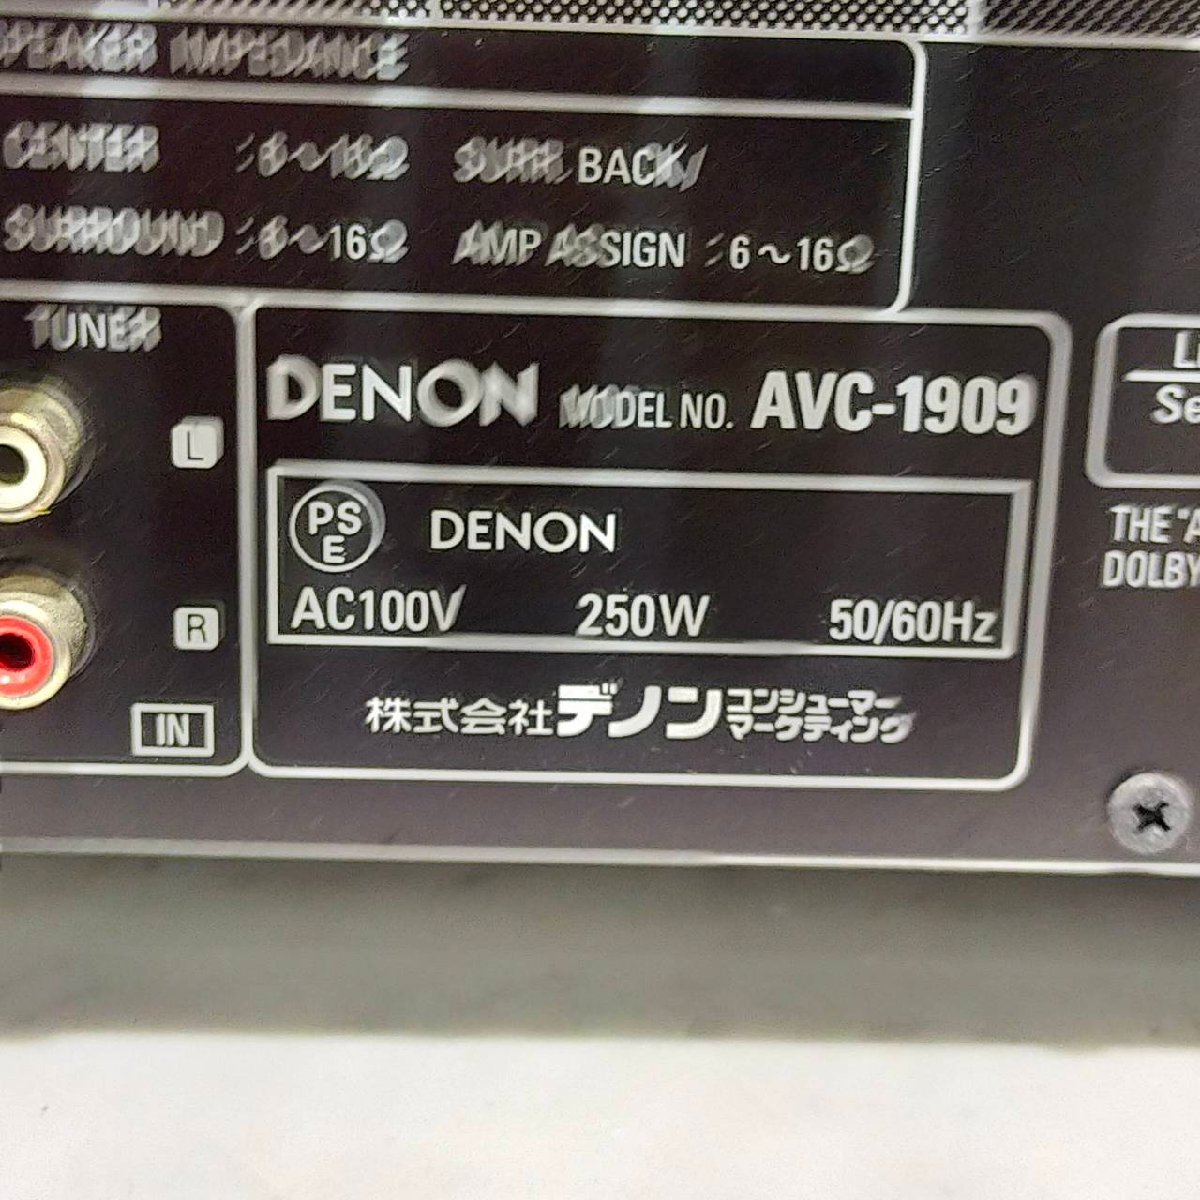 SPEAKER IMPEDANCE
CENTER : 6～16Ω SURR. BACK/
SURROUND : 6～16Ω AMP ASSIGN : 6～16Ω
TUNER
L
R
IN
DENON MODEL NO. AVC-1909
PSE DENON
AC100V 250W 50/60Hz
株式会社デノンコンシューマー
マーケティング
THE "A
DOLBY